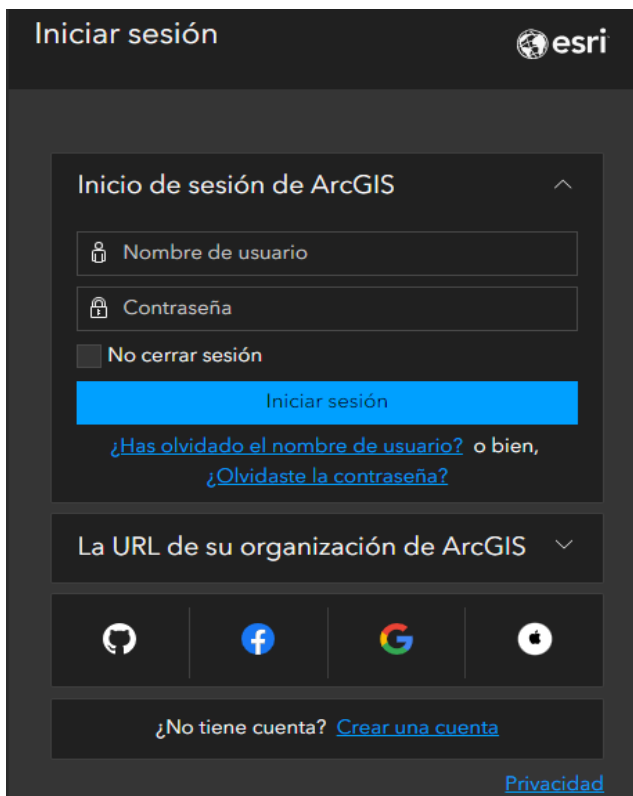 Iniciar sesión
esri
Inicio de sesión de ArcGIS
Nombre de usuario
Contraseña
No cerrar sesión
Iniciar sesión
¿Has olvidado el nombre de usuario? o bien,
¿Olvidaste la contraseña?
La URL de su organización de ArcGIS
¿No tiene cuenta? Crear una cuenta
Privacidad